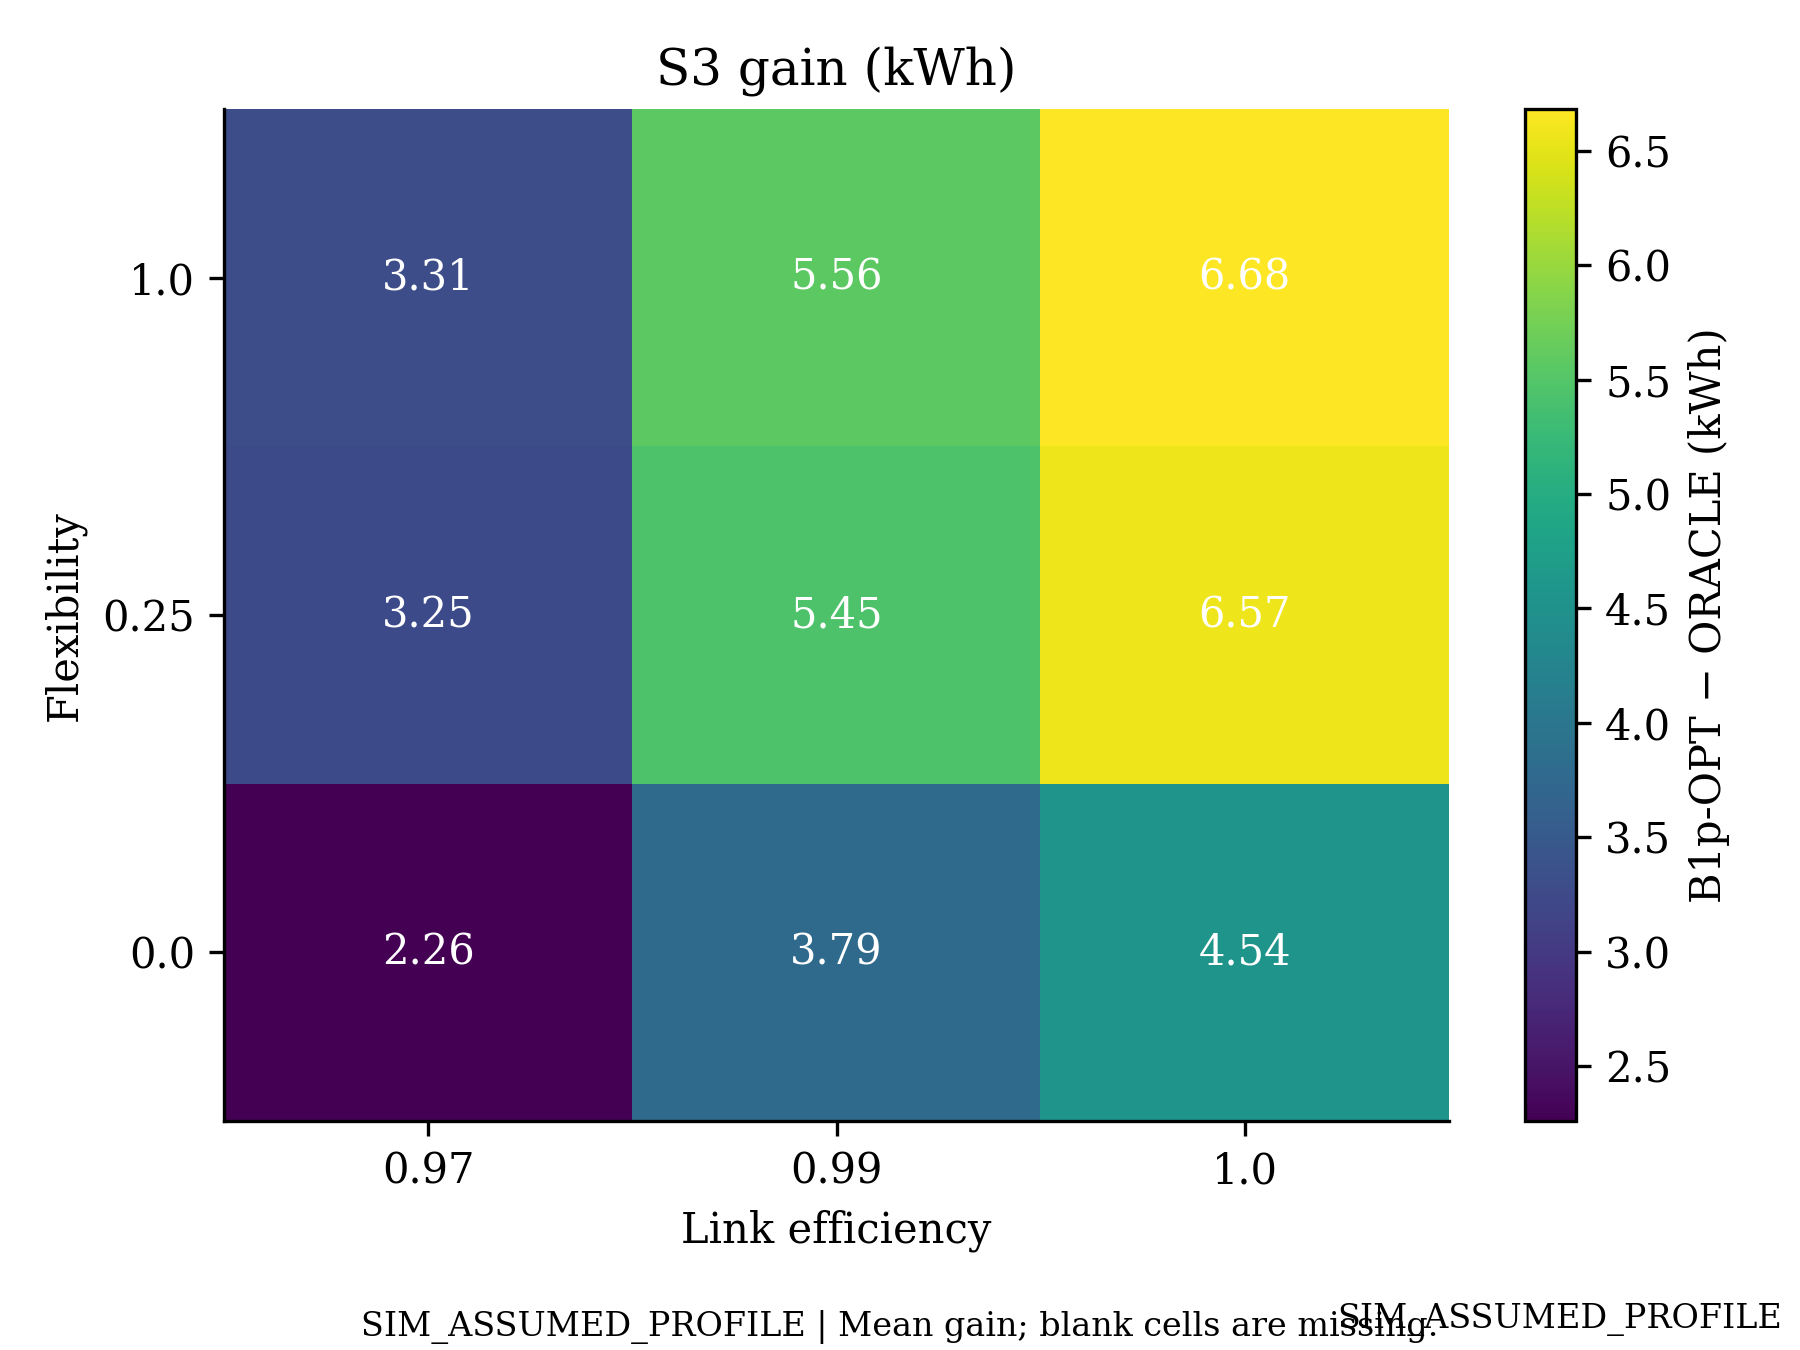 S3 gain (kWh)
1.0
0.25
0.0
Flexibility
3.31 5.56 6.68
3.25 5.45 6.57
2.26 3.79 4.54
0.97 0.99 1.0
Link efficiency
6.5
6.0
5.5
5.0
4.5
4.0
3.5
3.0
2.5
B1p-OPT − ORACLE (kWh)
SIM_ASSUMED_PROFILE | Mean gain; blank cells are missing.
SIM_ASSUMED_PROFILE